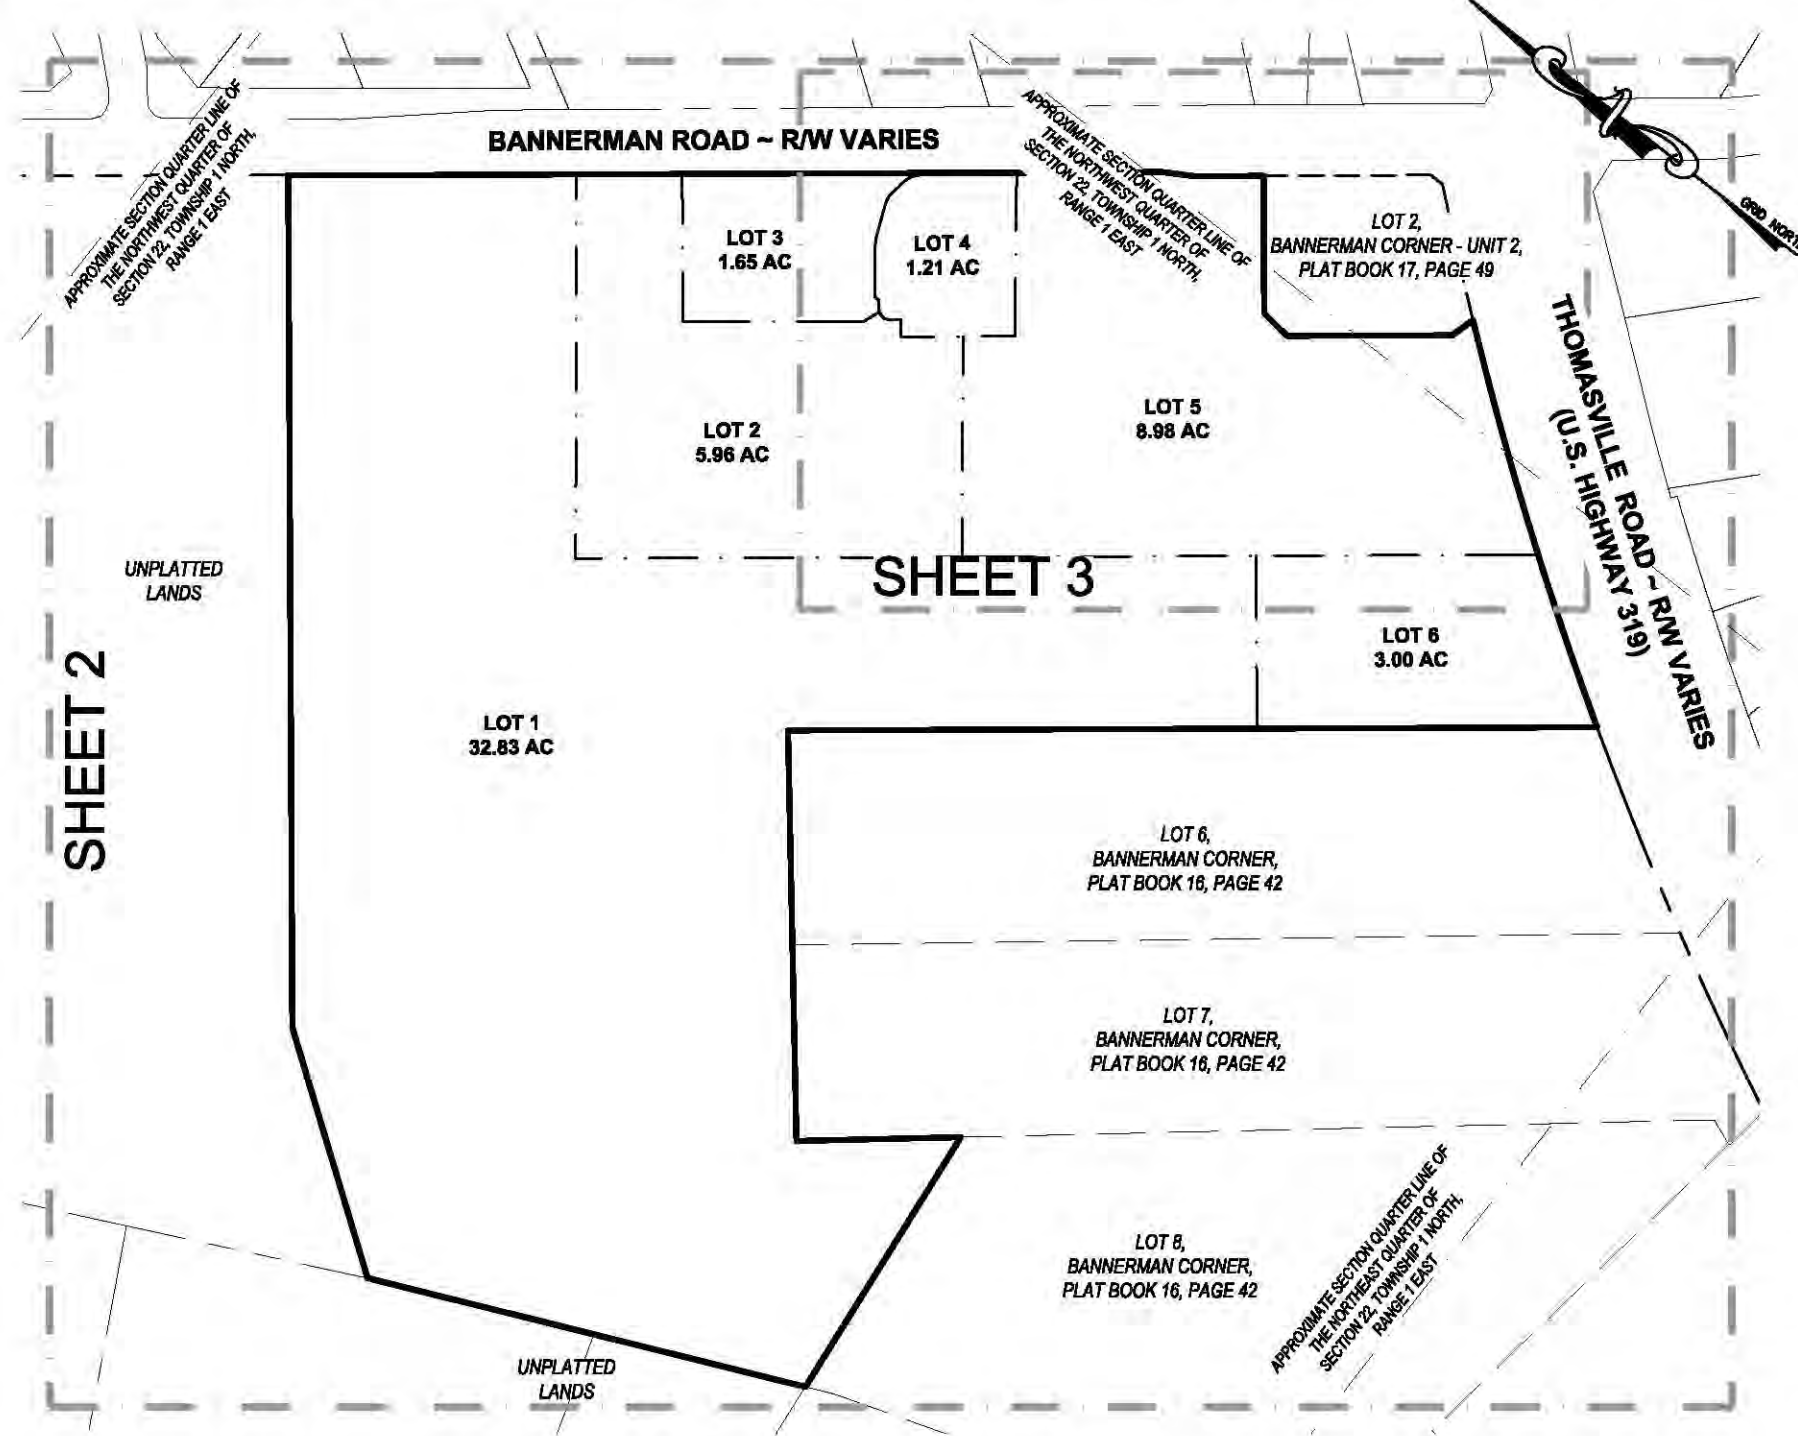 BANNERMAN ROAD ~ R/W VARIES
APPROXIMATE SECTION QUARTER LINE OF
THE NORTHWEST QUARTER OF
SECTION 22, TOWNSHIP 1 NORTH,
RANGE 1 EAST
APPROXIMATE SECTION QUARTER LINE OF
THE NORTHWEST QUARTER OF
SECTION 22, TOWNSHIP 1 NORTH,
RANGE 1 EAST
GRID NORTH
LOT 3
1.65 AC
LOT 4
1.21 AC
LOT 2,
BANNERMAN CORNER - UNIT 2,
PLAT BOOK 17, PAGE 49
THOMASVILLE ROAD ~ R/W VARIES
(U.S. HIGHWAY 319)
LOT 2
5.96 AC
LOT 5
8.98 AC
UNPLATTED
LANDS
SHEET 3
LOT 6
3.00 AC
SHEET 2
LOT 1
32.83 AC
LOT 6,
BANNERMAN CORNER,
PLAT BOOK 16, PAGE 42
LOT 7,
BANNERMAN CORNER,
PLAT BOOK 16, PAGE 42
LOT 8,
BANNERMAN CORNER,
PLAT BOOK 16, PAGE 42
APPROXIMATE SECTION QUARTER LINE OF
THE NORTHEAST QUARTER OF
SECTION 22, TOWNSHIP 1 NORTH,
RANGE 1 EAST
UNPLATTED
LANDS